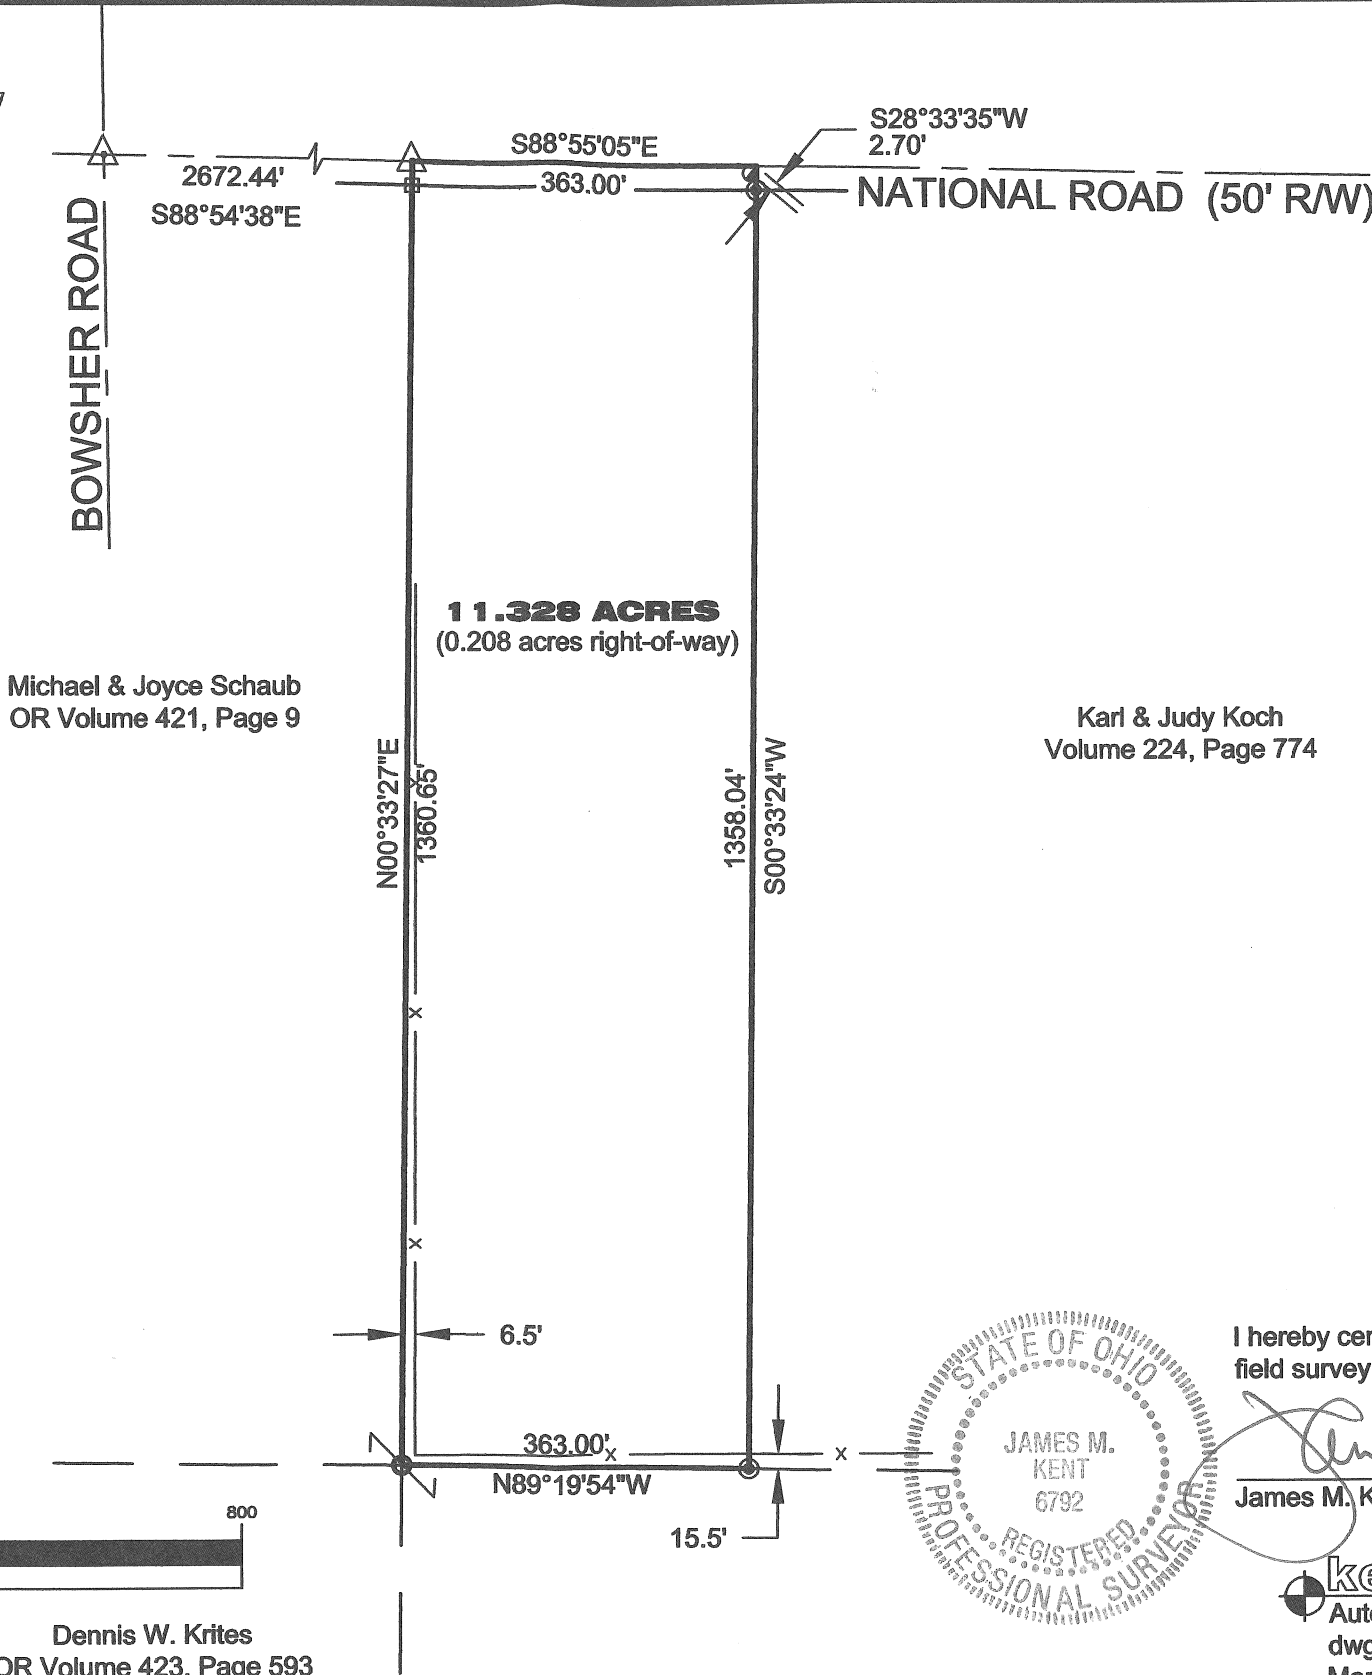 S28°33'35"W
2.70'
S88°55'05"E
363.00'
2672.44'
S88°54'38"E
NATIONAL ROAD (50' R/W)
BOWSHER ROAD
11.328 ACRES
(0.208 acres right-of-way)
Michael & Joyce Schaub
OR Volume 421, Page 9
Karl & Judy Koch
Volume 224, Page 774
N00°33'27"E
1360.65'
1358.04'
S00°33'24"W
6.5'
363.00'
N89°19'54"W
15.5'
STATE OF OHIO
JAMES M.
KENT
6792
REGISTERED
PROFESSIONAL SURVEYOR
I hereby cer
field survey
James M. K
800
Dennis W. Krites
OR Volume 423, Page 593
ke
Auto
dwg